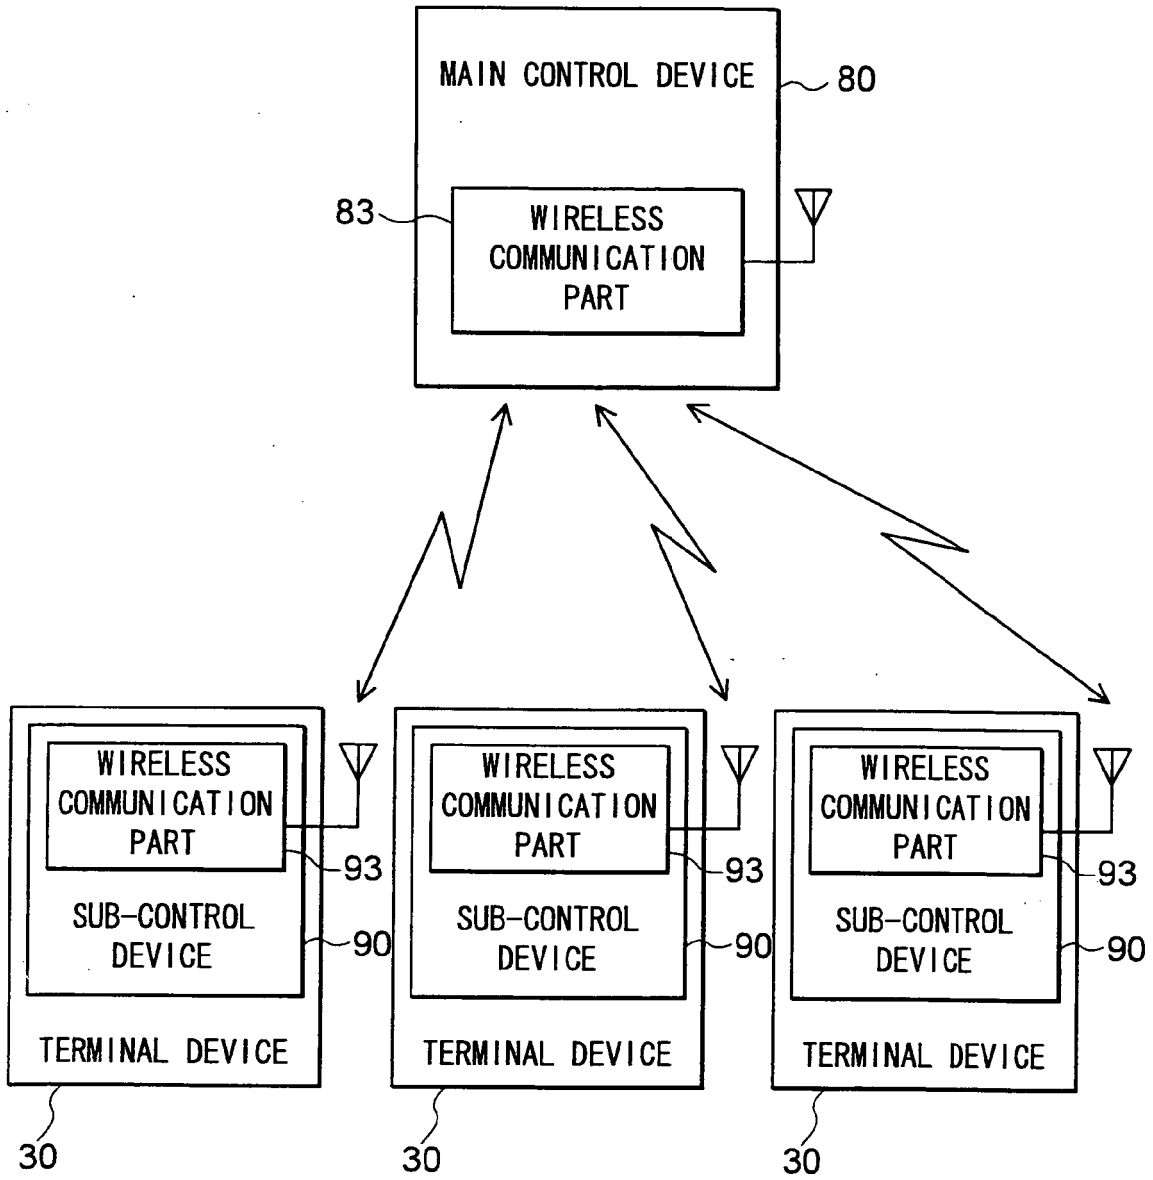 MAIN CONTROL DEVICE
80
83
WIRELESS
COMMUNICATION
PART
WIRELESS
COMMUNICATION
PART
93
SUB-CONTROL
DEVICE
90
TERMINAL DEVICE
30
WIRELESS
COMMUNICATION
PART
93
SUB-CONTROL
DEVICE
90
TERMINAL DEVICE
30
WIRELESS
COMMUNICATION
PART
93
SUB-CONTROL
DEVICE
90
TERMINAL DEVICE
30